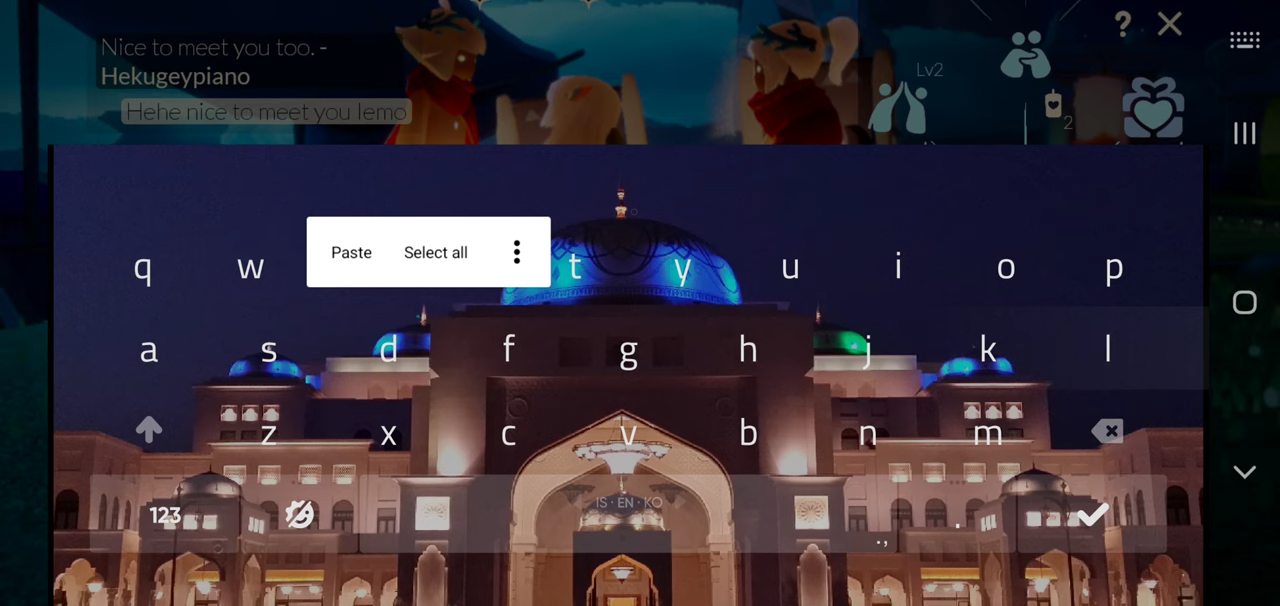 Nice to meet you too. -
Hekugeypiano
Hehe nice to meet you lemo
Lv2
?
2
Paste Select all
q w t y u i o p
a s d f g h j k l
z x c v b n m
IS · EN · KO
123 .
.,